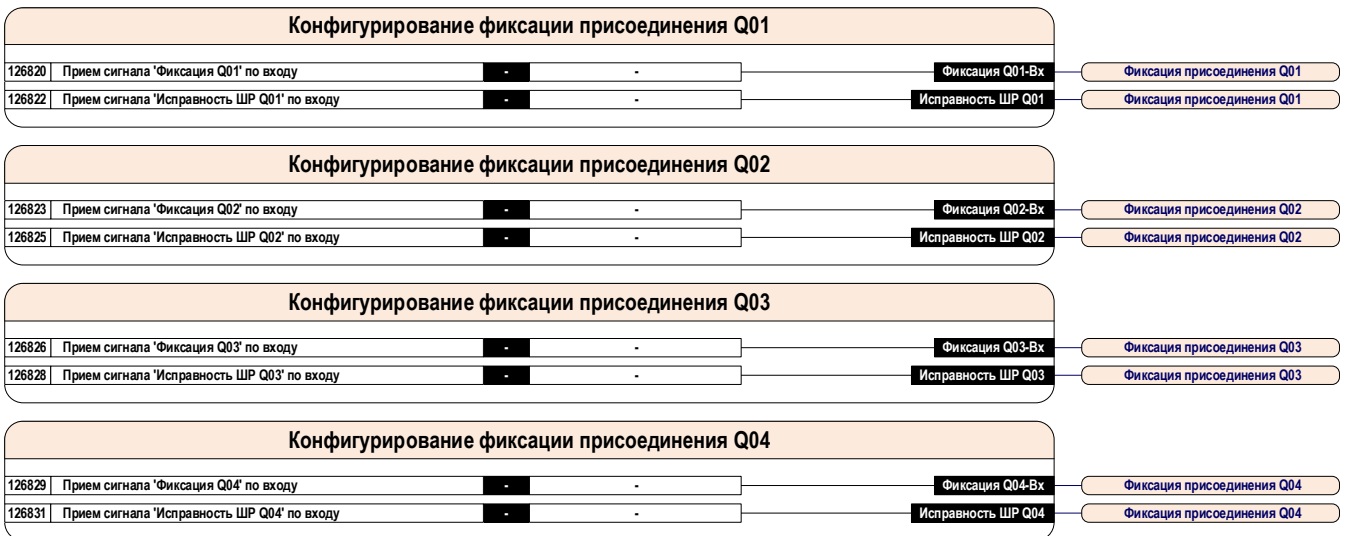 Конфигурирование фиксации присоединения Q01
126820 Прием сигнала 'Фиксация Q01' по входу - - Фиксация Q01-Вх Фиксация присоединения Q01
126822 Прием сигнала 'Исправность ШР Q01' по входу - - Исправность ШР Q01 Фиксация присоединения Q01
Конфигурирование фиксации присоединения Q02
126823 Прием сигнала 'Фиксация Q02' по входу - - Фиксация Q02-Вх Фиксация присоединения Q02
126825 Прием сигнала 'Исправность ШР Q02' по входу - - Исправность ШР Q02 Фиксация присоединения Q02
Конфигурирование фиксации присоединения Q03
126826 Прием сигнала 'Фиксация Q03' по входу - - Фиксация Q03-Вх Фиксация присоединения Q03
126828 Прием сигнала 'Исправность ШР Q03' по входу - - Исправность ШР Q03 Фиксация присоединения Q03
Конфигурирование фиксации присоединения Q04
126829 Прием сигнала 'Фиксация Q04' по входу - - Фиксация Q04-Вх Фиксация присоединения Q04
126831 Прием сигнала 'Исправность ШР Q04' по входу - - Исправность ШР Q04 Фиксация присоединения Q04